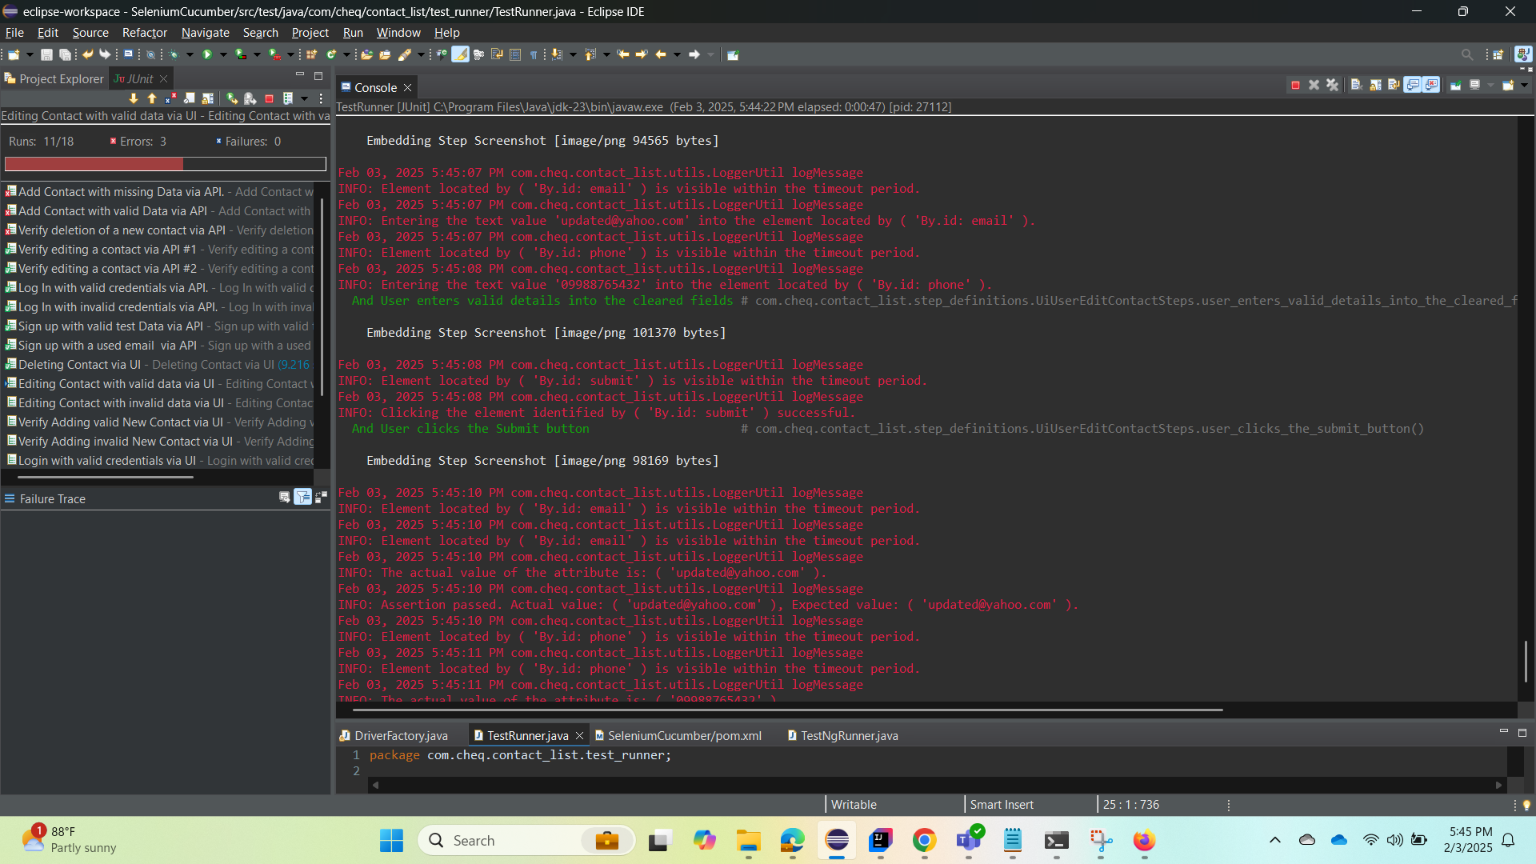 eclipse-workspace - SeleniumCucumber/src/test/java/com/cheq/contact_list/test_runner/TestRunner.java - Eclipse IDE
File Edit Source Refactor Navigate Search Project Run Window Help
Project Explorer JUnit
Editing Contact with valid data via UI - Editing Contact with va
Runs: 11/18 Errors: 3 Failures: 0
Add Contact with missing Data via API. - Add Contact w
Add Contact with valid Data via API - Add Contact with
Verify deletion of a new contact via API - Verify deletion
Verify editing a contact via API #1 - Verify editing a cont
Verify editing a contact via API #2 - Verify editing a cont
Log In with valid credentials via API. - Log In with valid c
Log In with invalid credentials via API. - Log In with inval
Sign up with valid test Data via API - Sign up with valid
Sign up with a used email via API - Sign up with a used
Deleting Contact via UI - Deleting Contact via UI (9.216
Editing Contact with valid data via UI - Editing Contact
Editing Contact with invalid data via UI - Editing Contac
Verify Adding valid New Contact via UI - Verify Adding v
Verify Adding invalid New Contact via UI - Verify Adding
Login with valid credentials via UI - Login with valid cred
Failure Trace
Console
TestRunner [JUnit] C:\Program Files\Java\jdk-23\bin\javaw.exe (Feb 3, 2025, 5:44:22 PM elapsed: 0:00:47) [pid: 27112]
Embedding Step Screenshot [image/png 94565 bytes]
Feb 03, 2025 5:45:07 PM com.cheq.contact_list.utils.LoggerUtil logMessage
INFO: Element located by ( 'By.id: email' ) is visible within the timeout period.
Feb 03, 2025 5:45:07 PM com.cheq.contact_list.utils.LoggerUtil logMessage
INFO: Entering the text value 'updated@yahoo.com' into the element located by ( 'By.id: email' ).
Feb 03, 2025 5:45:07 PM com.cheq.contact_list.utils.LoggerUtil logMessage
INFO: Element located by ( 'By.id: phone' ) is visible within the timeout period.
Feb 03, 2025 5:45:08 PM com.cheq.contact_list.utils.LoggerUtil logMessage
INFO: Entering the text value '09988765432' into the element located by ( 'By.id: phone' ).
And User enters valid details into the cleared fields # com.cheq.contact_list.step_definitions.UiUserEditContactSteps.user_enters_valid_details_into_the_cleared_f
Embedding Step Screenshot [image/png 101370 bytes]
Feb 03, 2025 5:45:08 PM com.cheq.contact_list.utils.LoggerUtil logMessage
INFO: Element located by ( 'By.id: submit' ) is visible within the timeout period.
Feb 03, 2025 5:45:08 PM com.cheq.contact_list.utils.LoggerUtil logMessage
INFO: Clicking the element identified by ( 'By.id: submit' ) successful.
And User clicks the Submit button # com.cheq.contact_list.step_definitions.UiUserEditContactSteps.user_clicks_the_submit_button()
Embedding Step Screenshot [image/png 98169 bytes]
Feb 03, 2025 5:45:10 PM com.cheq.contact_list.utils.LoggerUtil logMessage
INFO: Element located by ( 'By.id: email' ) is visible within the timeout period.
Feb 03, 2025 5:45:10 PM com.cheq.contact_list.utils.LoggerUtil logMessage
INFO: Element located by ( 'By.id: email' ) is visible within the timeout period.
Feb 03, 2025 5:45:10 PM com.cheq.contact_list.utils.LoggerUtil logMessage
INFO: The actual value of the attribute is: ( 'updated@yahoo.com' ).
Feb 03, 2025 5:45:10 PM com.cheq.contact_list.utils.LoggerUtil logMessage
INFO: Assertion passed. Actual value: ( 'updated@yahoo.com' ), Expected value: ( 'updated@yahoo.com' ).
Feb 03, 2025 5:45:10 PM com.cheq.contact_list.utils.LoggerUtil logMessage
INFO: Element located by ( 'By.id: phone' ) is visible within the timeout period.
Feb 03, 2025 5:45:11 PM com.cheq.contact_list.utils.LoggerUtil logMessage
INFO: Element located by ( 'By.id: phone' ) is visible within the timeout period.
Feb 03, 2025 5:45:11 PM com.cheq.contact_list.utils.LoggerUtil logMessage
INFO: The actual value of the attribute is: ( '09988765432' )
DriverFactory.java TestRunner.java SeleniumCucumber/pom.xml TestNgRunner.java
1 package com.cheq.contact_list.test_runner;
2
Writable Smart Insert 25 : 1 : 736
1 88°F
Partly sunny
Search
5:45 PM
2/3/2025